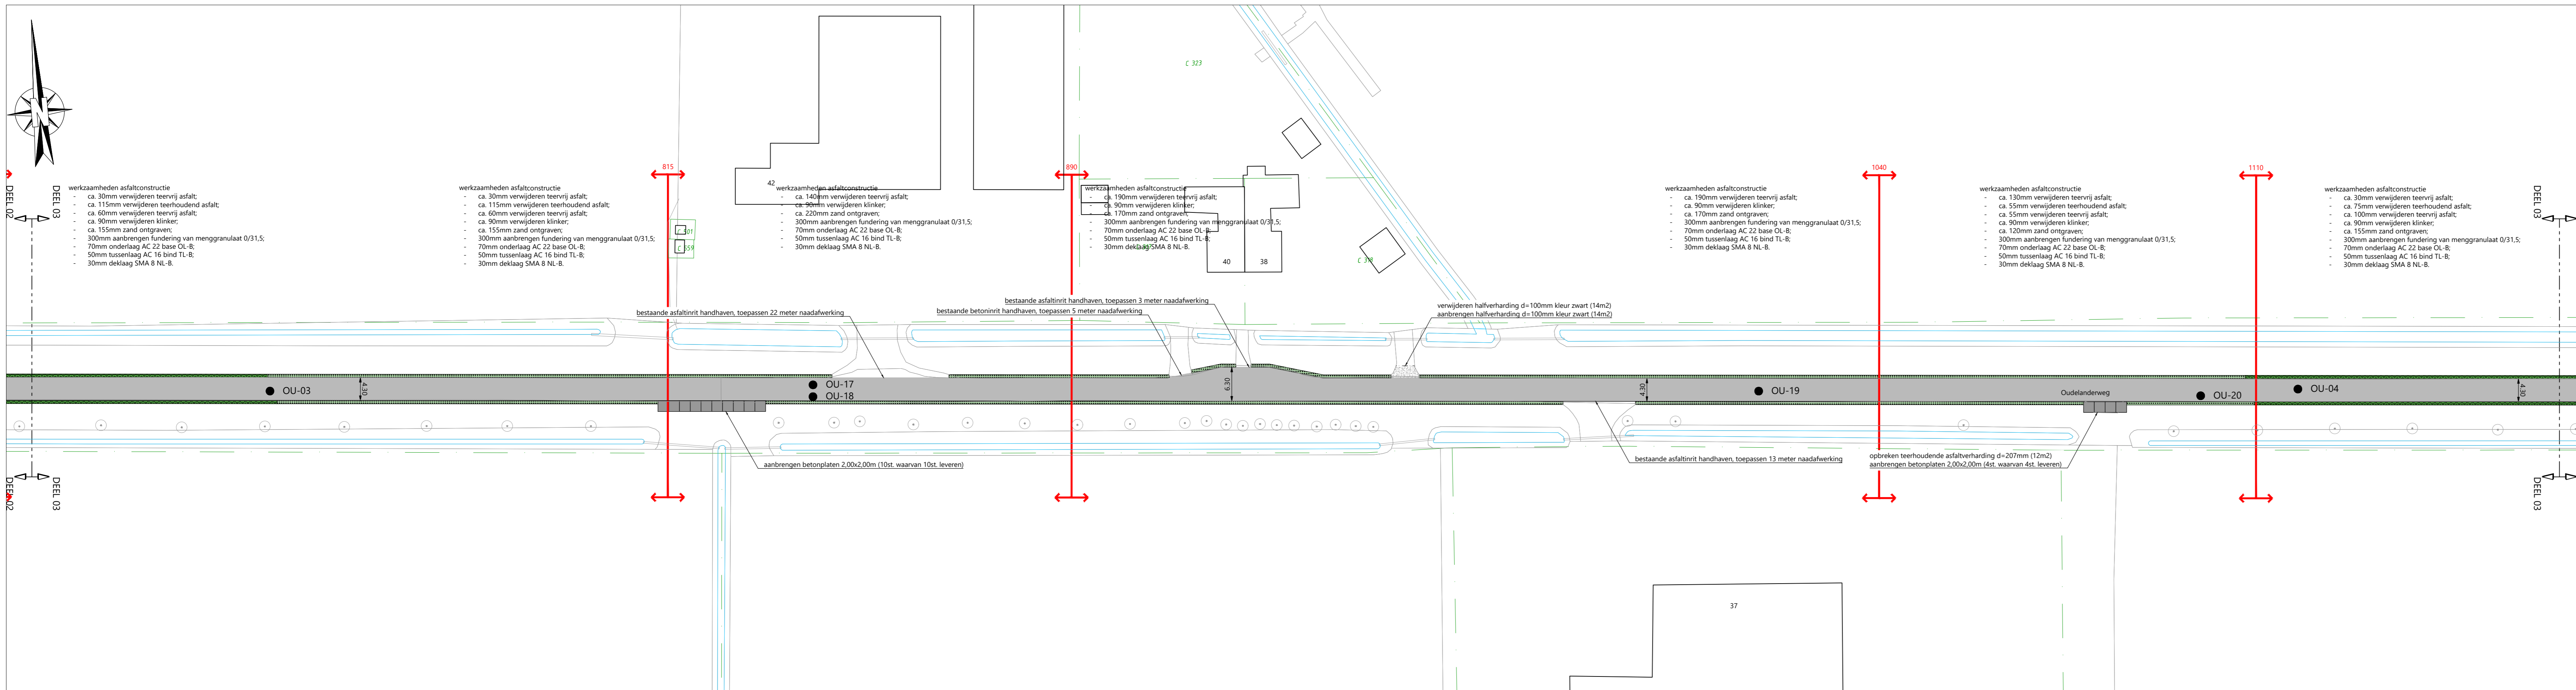 DEEL 02
DEEL 03
werkzaamheden asfaltconstructie
- ca. 30mm verwijderen teervrij asfalt;
- ca. 115mm verwijderen teerhoudend asfalt;
- ca. 60mm verwijderen teervrij asfalt;
- ca. 90mm verwijderen klinker;
- ca. 155mm zand ontgraven;
- 300mm aanbrengen fundering van menggranulaat 0/31,5;
- 70mm onderlaag AC 22 base OL-B;
- 50mm tussenlaag AC 16 bind TL-B;
- 30mm deklaag SMA 8 NL-B.
werkzaamheden asfaltconstructie
- ca. 30mm verwijderen teervrij asfalt;
- ca. 115mm verwijderen teerhoudend asfalt;
- ca. 60mm verwijderen teervrij asfalt;
- ca. 90mm verwijderen klinker;
- ca. 155mm zand ontgraven;
- 300mm aanbrengen fundering van menggranulaat 0/31,5;
- 70mm onderlaag AC 22 base OL-B;
- 50mm tussenlaag AC 16 bind TL-B;
- 30mm deklaag SMA 8 NL-B.
815
42
werkzaamheden asfaltconstructie
- ca. 140mm verwijderen teervrij asfalt;
- ca. 90mm verwijderen klinker;
- ca. 220mm zand ontgraven;
- 300mm aanbrengen fundering van menggranulaat 0/31,5;
- 70mm onderlaag AC 22 base OL-B;
- 50mm tussenlaag AC 16 bind TL-B;
- 30mm deklaag SMA 8 NL-B.
890
C 323
werkzaamheden asfaltconstructie
- ca. 190mm verwijderen teervrij asfalt;
- ca. 90mm verwijderen klinker;
- ca. 170mm zand ontgraven;
- 300mm aanbrengen fundering van menggranulaat 0/31,5;
- 70mm onderlaag AC 22 base OL-B;
- 50mm tussenlaag AC 16 bind TL-B;
- 30mm deklaag SMA 8 NL-B.
40
38
werkzaamheden asfaltconstructie
- ca. 190mm verwijderen teervrij asfalt;
- ca. 90mm verwijderen klinker;
- ca. 170mm zand ontgraven;
- 300mm aanbrengen fundering van menggranulaat 0/31,5;
- 70mm onderlaag AC 22 base OL-B;
- 50mm tussenlaag AC 16 bind TL-B;
- 30mm deklaag SMA 8 NL-B.
1040
werkzaamheden asfaltconstructie
- ca. 130mm verwijderen teervrij asfalt;
- ca. 55mm verwijderen teerhoudend asfalt;
- ca. 55mm verwijderen teervrij asfalt;
- ca. 90mm verwijderen klinker;
- ca. 120mm zand ontgraven;
- 300mm aanbrengen fundering van menggranulaat 0/31,5;
- 70mm onderlaag AC 22 base OL-B;
- 50mm tussenlaag AC 16 bind TL-B;
- 30mm deklaag SMA 8 NL-B.
1110
werkzaamheden asfaltconstructie
- ca. 30mm verwijderen teervrij asfalt;
- ca. 75mm verwijderen teerhoudend asfalt;
- ca. 100mm verwijderen teervrij asfalt;
- ca. 90mm verwijderen klinker;
- ca. 155mm zand ontgraven;
- 300mm aanbrengen fundering van menggranulaat 0/31,5;
- 70mm onderlaag AC 22 base OL-B;
- 50mm tussenlaag AC 16 bind TL-B;
- 30mm deklaag SMA 8 NL-B.
DEEL 03
bestaande asfaltinrit handhaven, toepassen 22 meter naadafwerking
bestaande asfaltinrit handhaven, toepassen 3 meter naadafwerking
bestaande betoninrit handhaven, toepassen 5 meter naadafwerking
verwijderen halfverharding d=100mm kleur zwart (14m2)
aanbrengen halfverharding d=100mm kleur zwart (14m2)
OU-03
4.30
OU-17
OU-18
6.30
4.30
OU-19
Oudelanderweg
OU-20
OU-04
4.30
aanbrengen betonplaten 2,00x2,00m (10st. waarvan 10st. leveren)
bestaande asfaltinrit handhaven, toepassen 13 meter naadafwerking
opbreken teerhoudende asfaltverharding d=207mm (12m2)
aanbrengen betonplaten 2,00x2,00m (4st. waarvan 4st. leveren)
DEEL 02
DEEL 03
DEEL 03
37